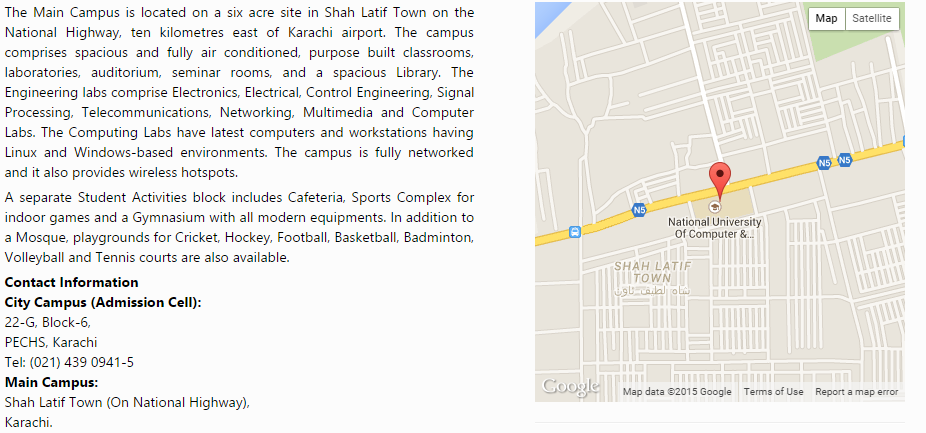 The Main Campus is located on a six acre site in Shah Latif Town on the
National Highway, ten kilometres east of Karachi airport. The campus
comprises spacious and fully air conditioned, purpose built classrooms,
laboratories, auditorium, seminar rooms, and a spacious Library. The
Engineering labs comprise Electronics, Electrical, Control Engineering, Signal
Processing, Telecommunications, Networking, Multimedia and Computer
Labs. The Computing Labs have latest computers and workstations having
Linux and Windows-based environments. The campus is fully networked
and it also provides wireless hotspots.
A separate Student Activities block includes Cafeteria, Sports Complex for
indoor games and a Gymnasium with all modern equipments. In addition to
a Mosque, playgrounds for Cricket, Hockey, Football, Basketball, Badminton,
Volleyball and Tennis courts are also available.
Contact Information
City Campus (Admission Cell):
22-G, Block-6,
PECHS, Karachi
Tel: (021) 439 0941-5
Main Campus:
Shah Latif Town (On National Highway),
Karachi.
Map Satellite
N5 N5
N5
National University
Of Computer &...
SHAH LATIF
TOWN
شاه لطيف ٹاون
Google Map data ©2015 Google Terms of Use Report a map error